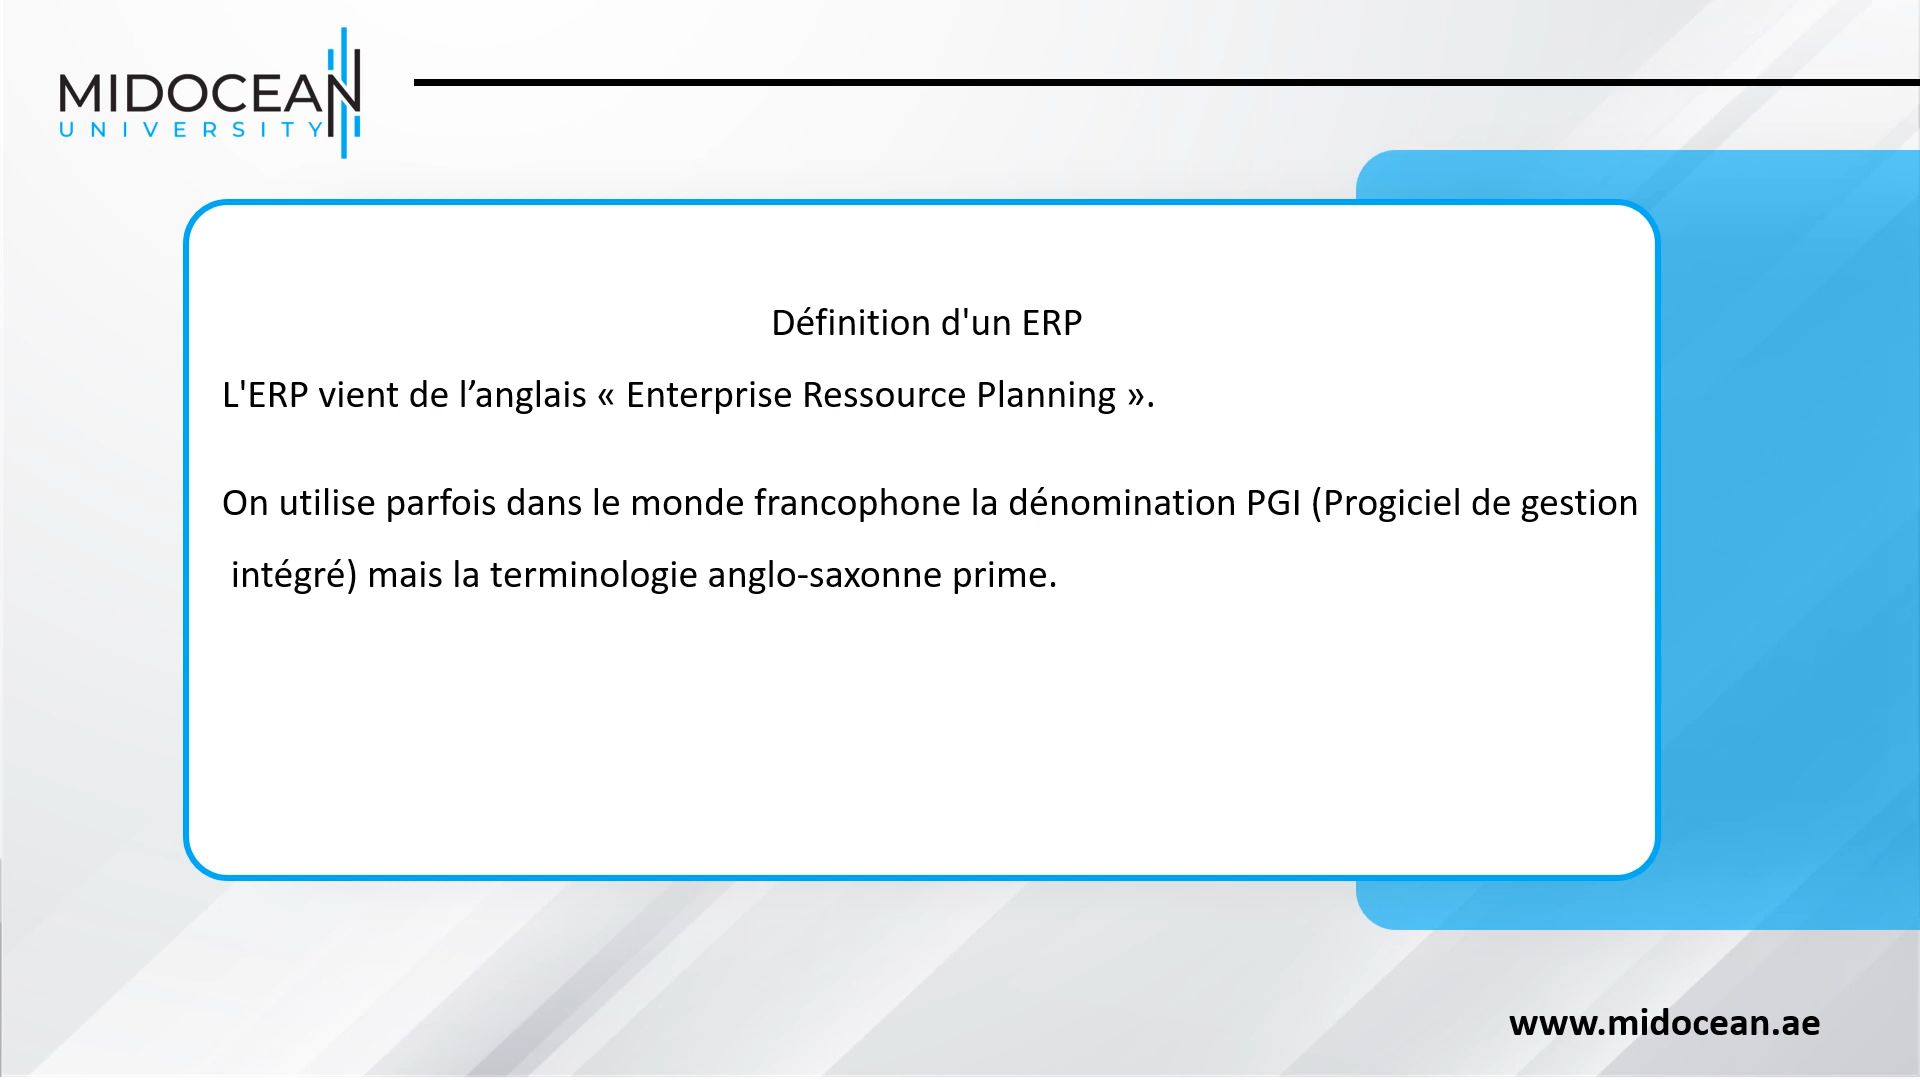 MIDOCEAN
UNIVERSITY
Définition d'un ERP
L'ERP vient de l’anglais « Enterprise Ressource Planning ».
On utilise parfois dans le monde francophone la dénomination PGI (Progiciel de gestion
intégré) mais la terminologie anglo-saxonne prime.
www.midocean.ae